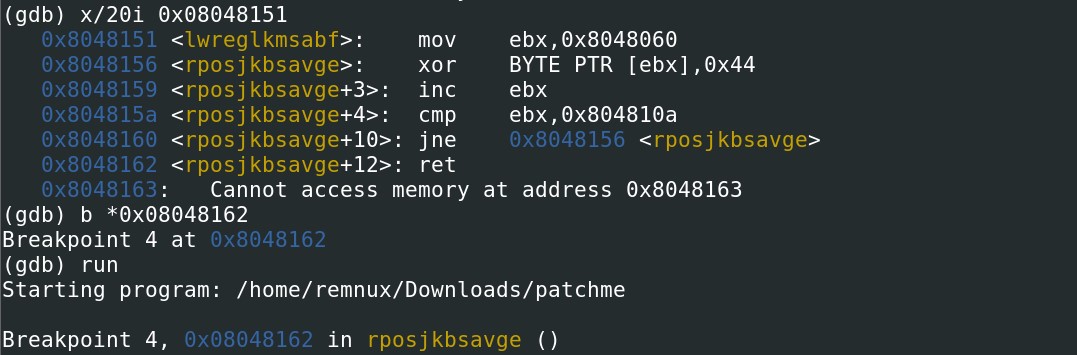 (gdb) x/20i 0x08048151
   0x8048151 <lwreglkmsabf>:    mov    ebx,0x8048060
   0x8048156 <rposjkbsavge>:    xor    BYTE PTR [ebx],0x44
   0x8048159 <rposjkbsavge+3>:  inc    ebx
   0x804815a <rposjkbsavge+4>:  cmp    ebx,0x804810a
   0x8048160 <rposjkbsavge+10>: jne    0x8048156 <rposjkbsavge>
   0x8048162 <rposjkbsavge+12>: ret
   0x8048163:   Cannot access memory at address 0x8048163
(gdb) b *0x08048162
Breakpoint 4 at 0x8048162
(gdb) run
Starting program: /home/remnux/Downloads/patchme

Breakpoint 4, 0x08048162 in rposjkbsavge ()